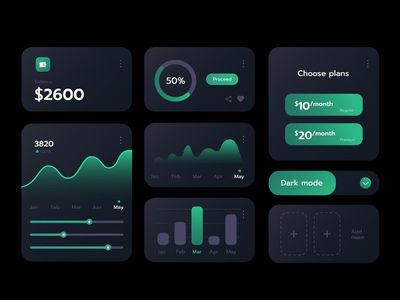 Balance
$2600
50%
Proceed
Choose plans
$10/month
Regular
$20/month
Premium
3820
Jan Feb Mar Apr May
Jan Feb Mar Apr May
Jan Feb Mar Apr May
Dark mode
Add
more